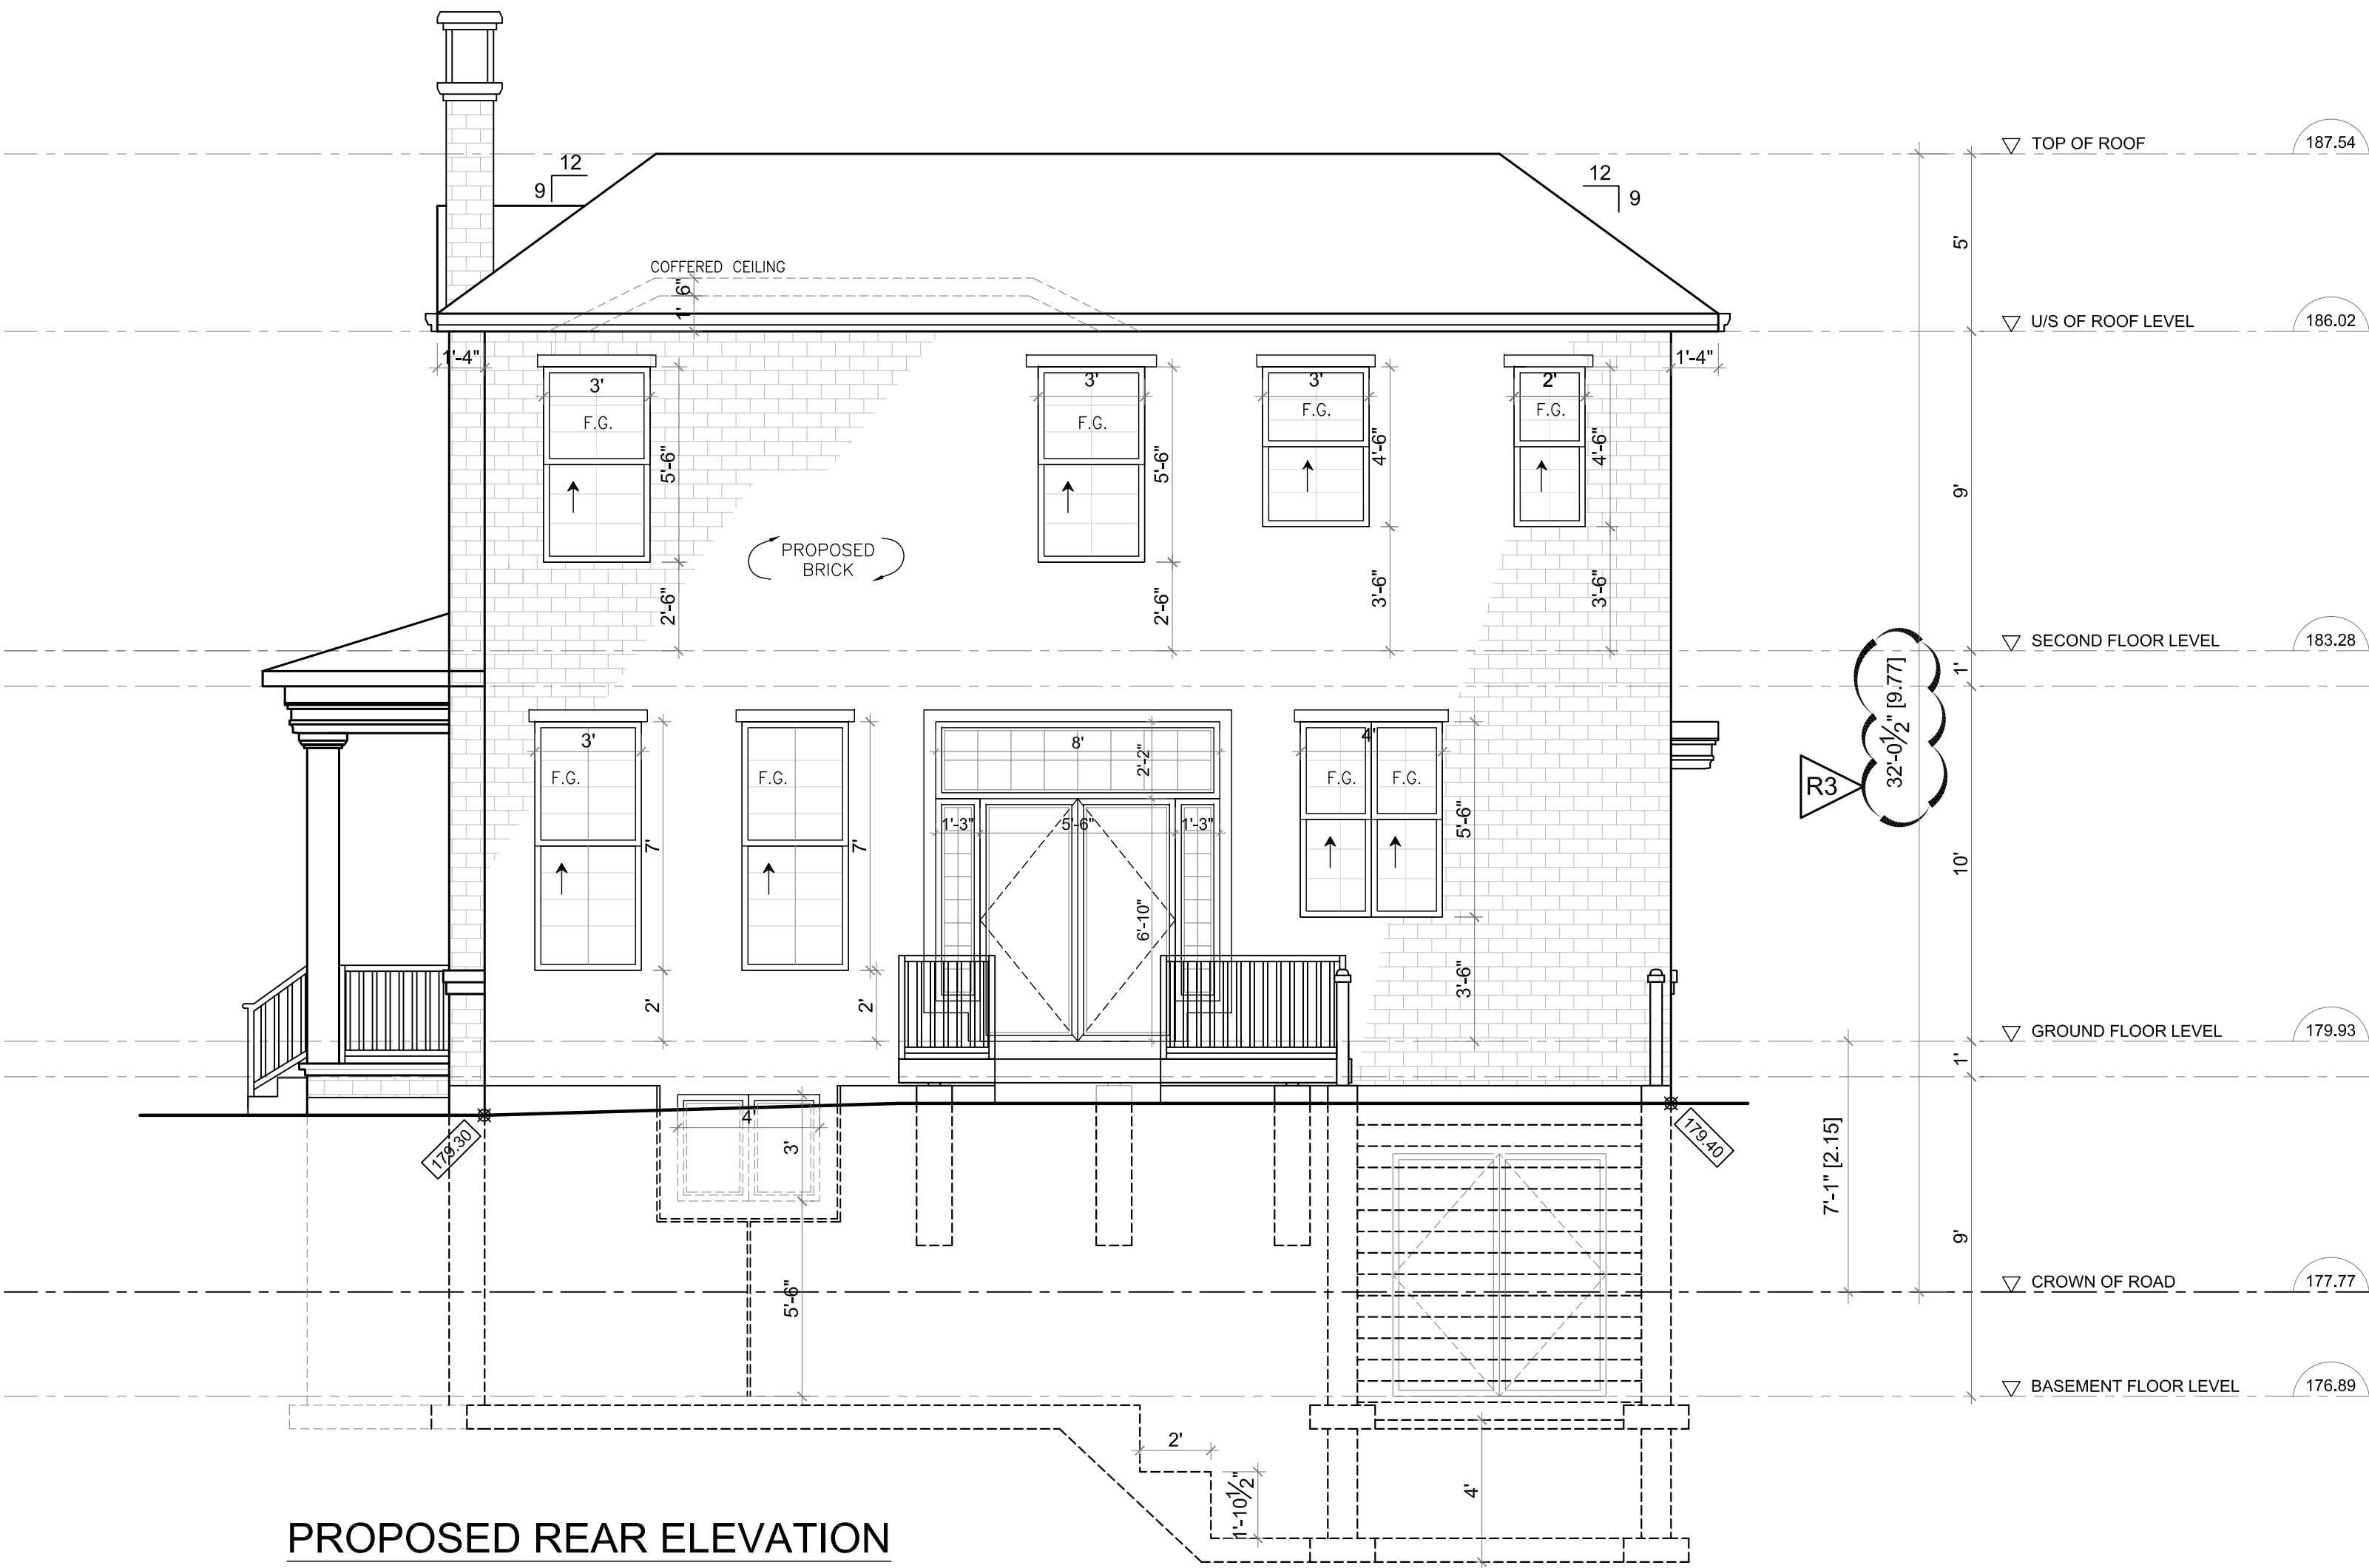 TOP OF ROOF 187.54
12
9
12
9
5'
COFFERED CEILING
6"
1'
U/S OF ROOF LEVEL 186.02
1'-4"
1'-4"
3'
3'
3'
2'
F.G.
F.G.
F.G.
F.G.
5'-6"
5'-6"
4'-6"
4'-6"
9'
PROPOSED
BRICK
2'-6"
2'-6"
3'-6"
3'-6"
SECOND FLOOR LEVEL 183.28
1'
32'-0½" [9.77]
R3
3'
8'
2'-2"
4'
F.G.
F.G.
F.G.
F.G.
1'-3"
5'-6"
1'-3"
5'-6"
7'
7'
10'
6'-10"
3'-6"
2'
2'
GROUND FLOOR LEVEL 179.93
1'
4'
3'
179.30
179.40
7'-1" [2.15]
9'
CROWN OF ROAD 177.77
5'-6"
BASEMENT FLOOR LEVEL 176.89
2'
1'-10½"
4'
PROPOSED REAR ELEVATION